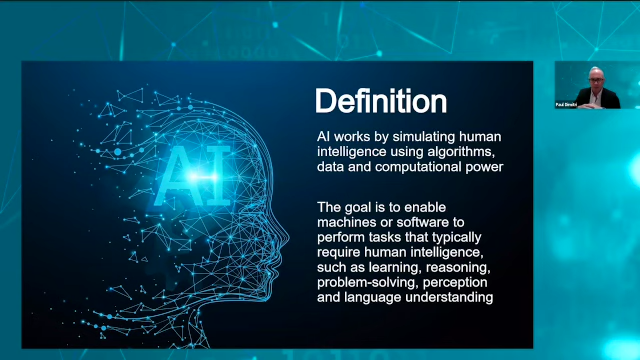 Definition
AI works by simulating human
intelligence using algorithms,
data and computational power
The goal is to enable
machines or software to
perform tasks that typically
require human intelligence,
such as learning, reasoning,
problem-solving, perception
and language understanding
AI
Paul